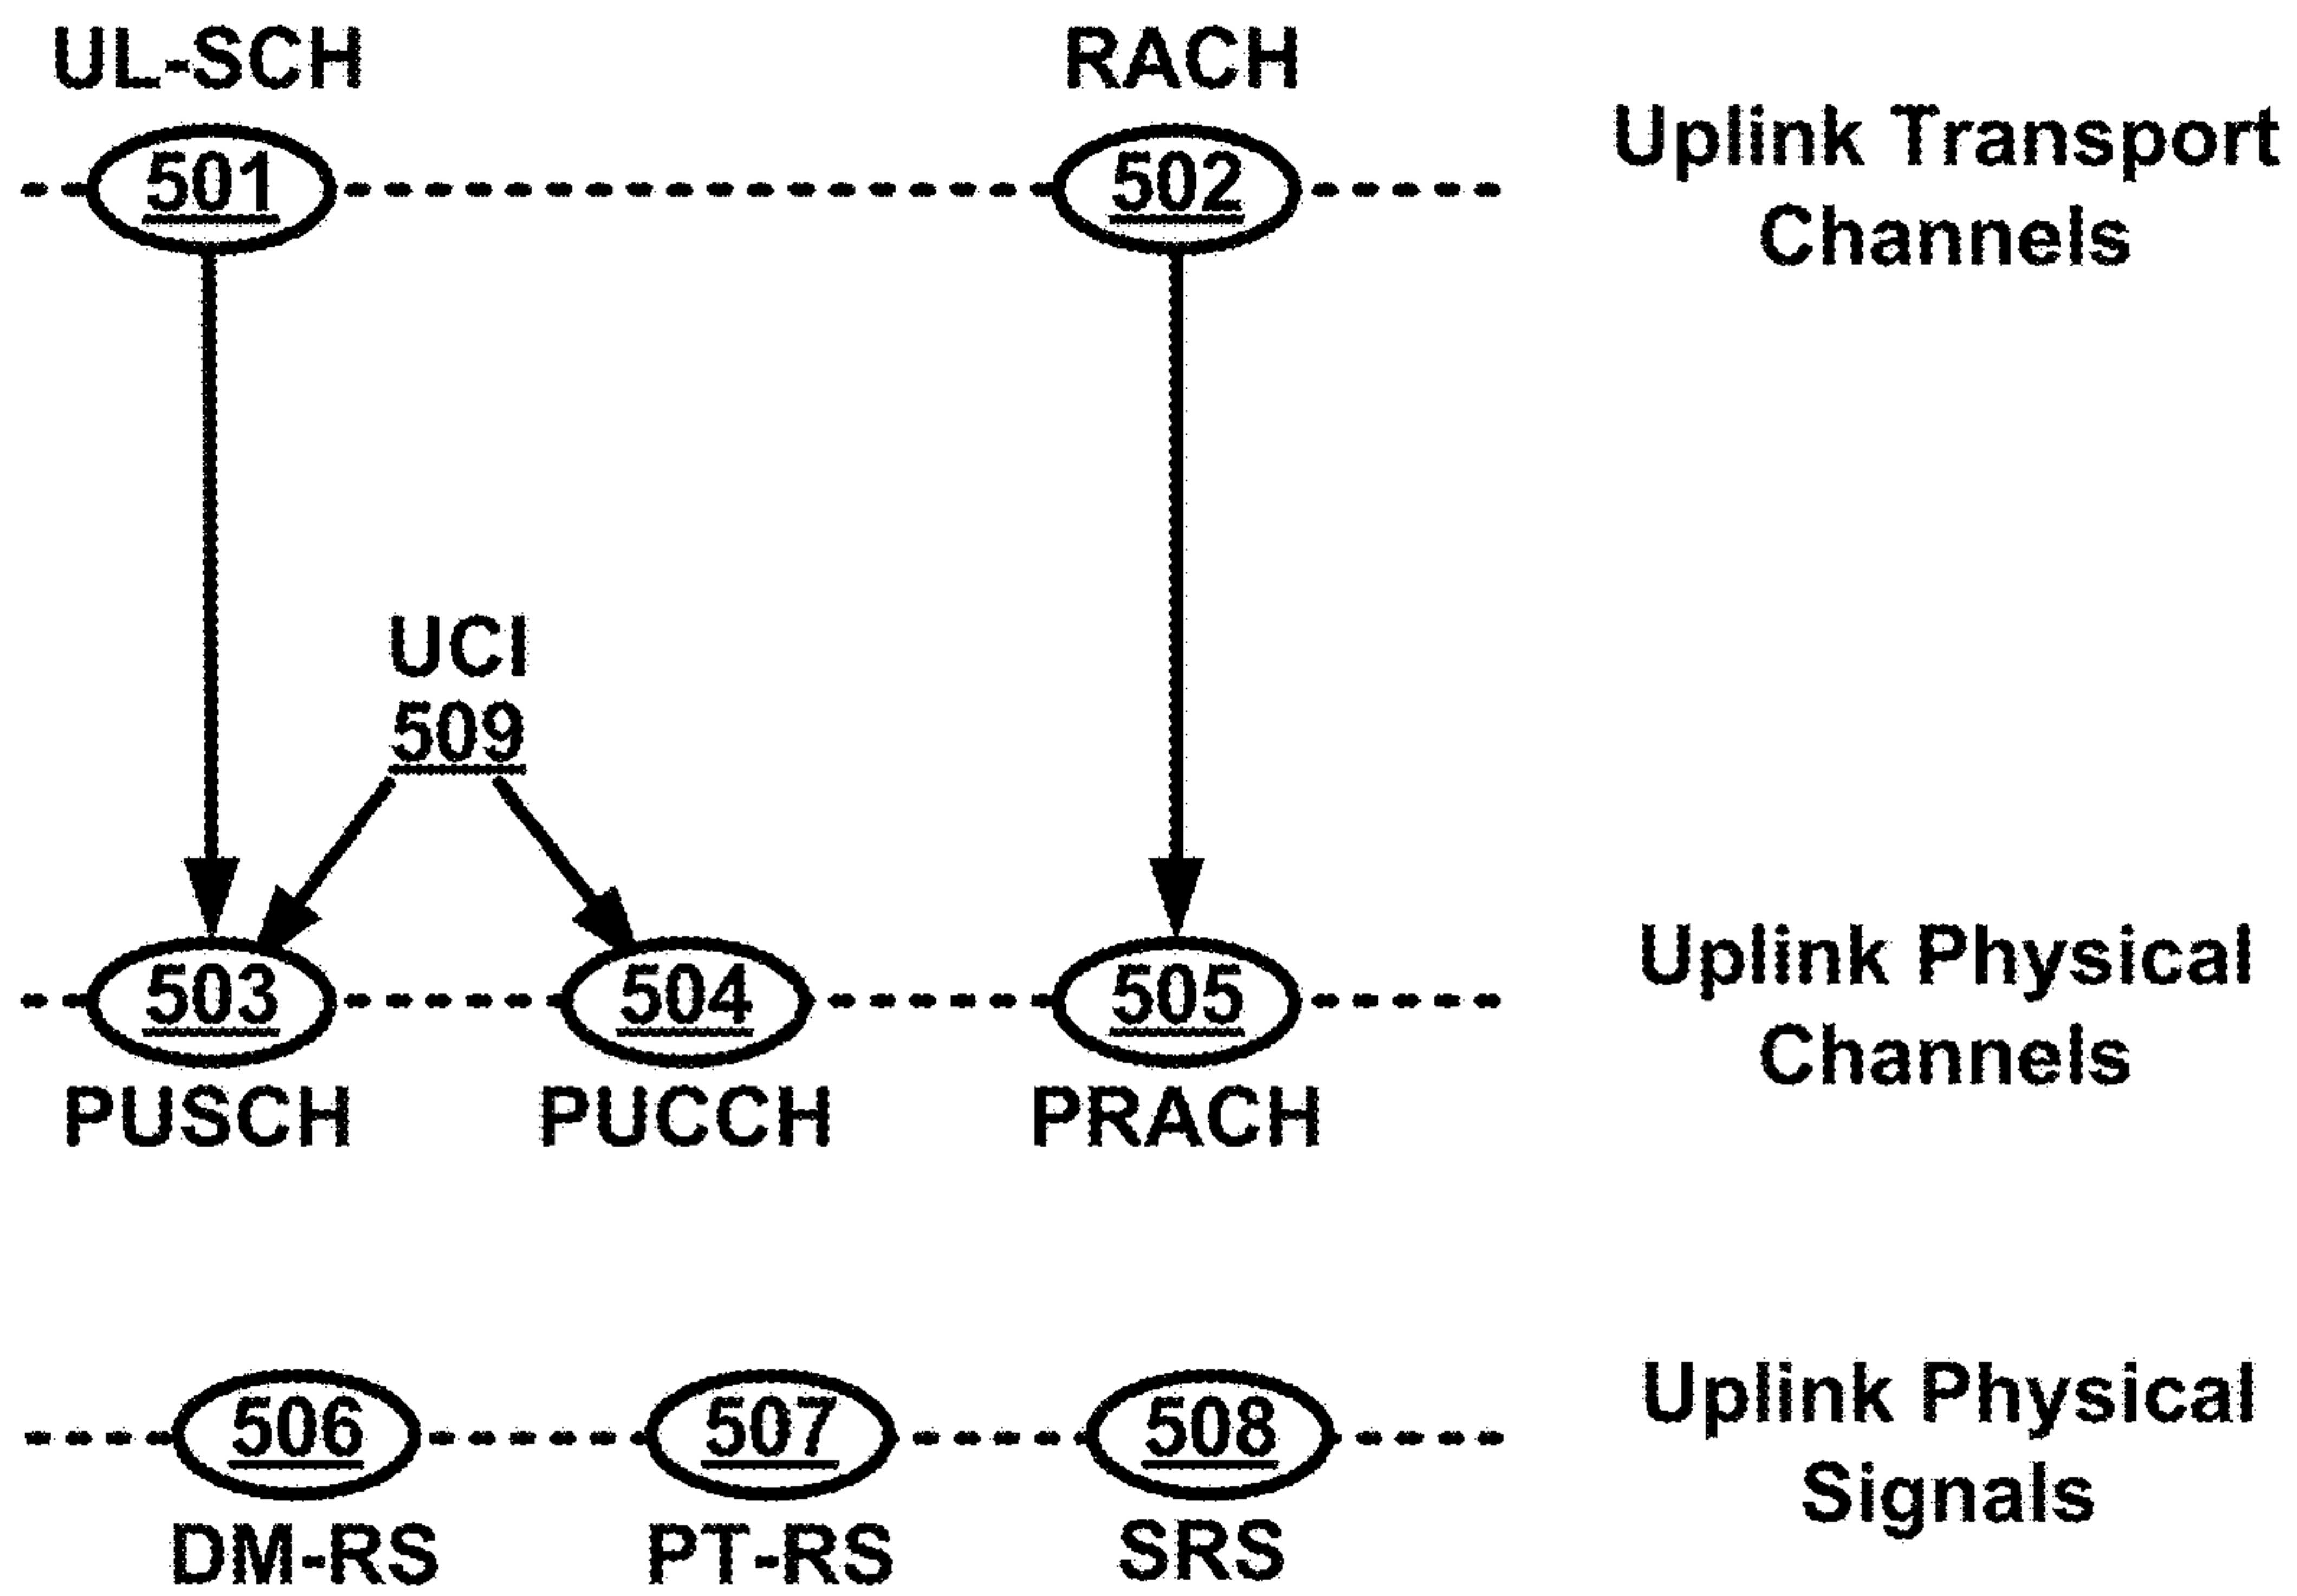 UL-SCH
RACH
501
502
Uplink Transport
Channels
UCI
509
503
504
505
Uplink Physical
Channels
PUSCH
PUCCH
PRACH
506
507
508
Uplink Physical
Signals
DM-RS
PT-RS
SRS